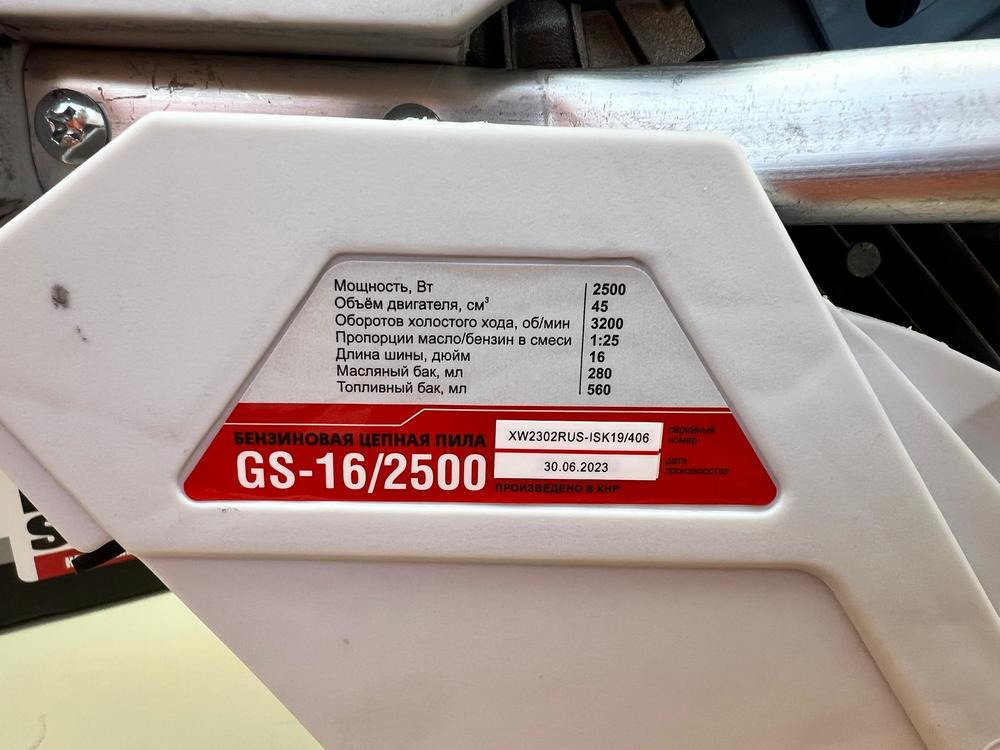 Мощность, Вт 2500
Объём двигателя, см³ 45
Оборотов холостого хода, об/мин 3200
Пропорции масло/бензин в смеси 1:25
Длина шины, дюйм 16
Масляный бак, мл 280
Топливный бак, мл 560
БЕНЗИНОВАЯ ЦЕПНАЯ ПИЛА
GS-16/2500
XW2302RUS-ISK19/406 серийный номер
30.06.2023 дата производства
ПРОИЗВЕДЕНО В КНР